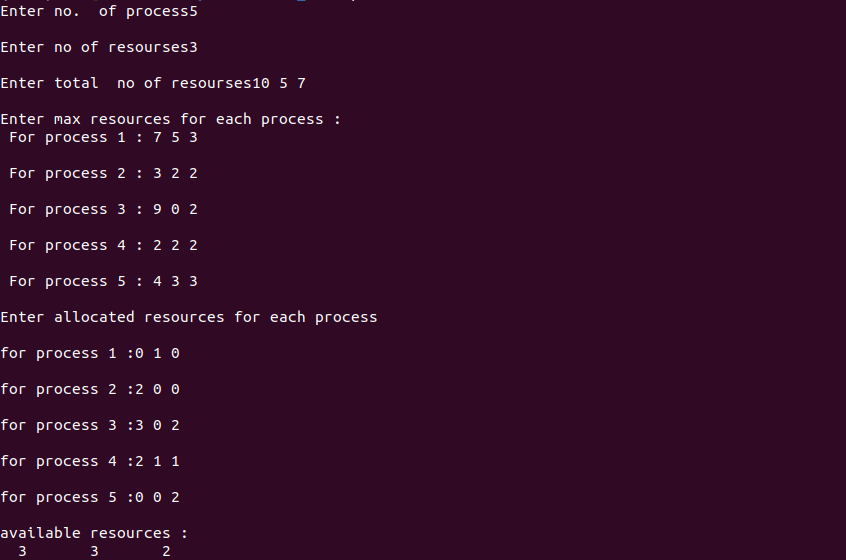 Enter no.  of process5
Enter no of resourses3
Enter total  no of resourses10 5 7
Enter max resources for each process :
 For process 1 : 7 5 3
 For process 2 : 3 2 2
 For process 3 : 9 0 2
 For process 4 : 2 2 2
 For process 5 : 4 3 3
Enter allocated resources for each process
for process 1 :0 1 0
for process 2 :2 0 0
for process 3 :3 0 2
for process 4 :2 1 1
for process 5 :0 0 2
available resources :
  3       3       2